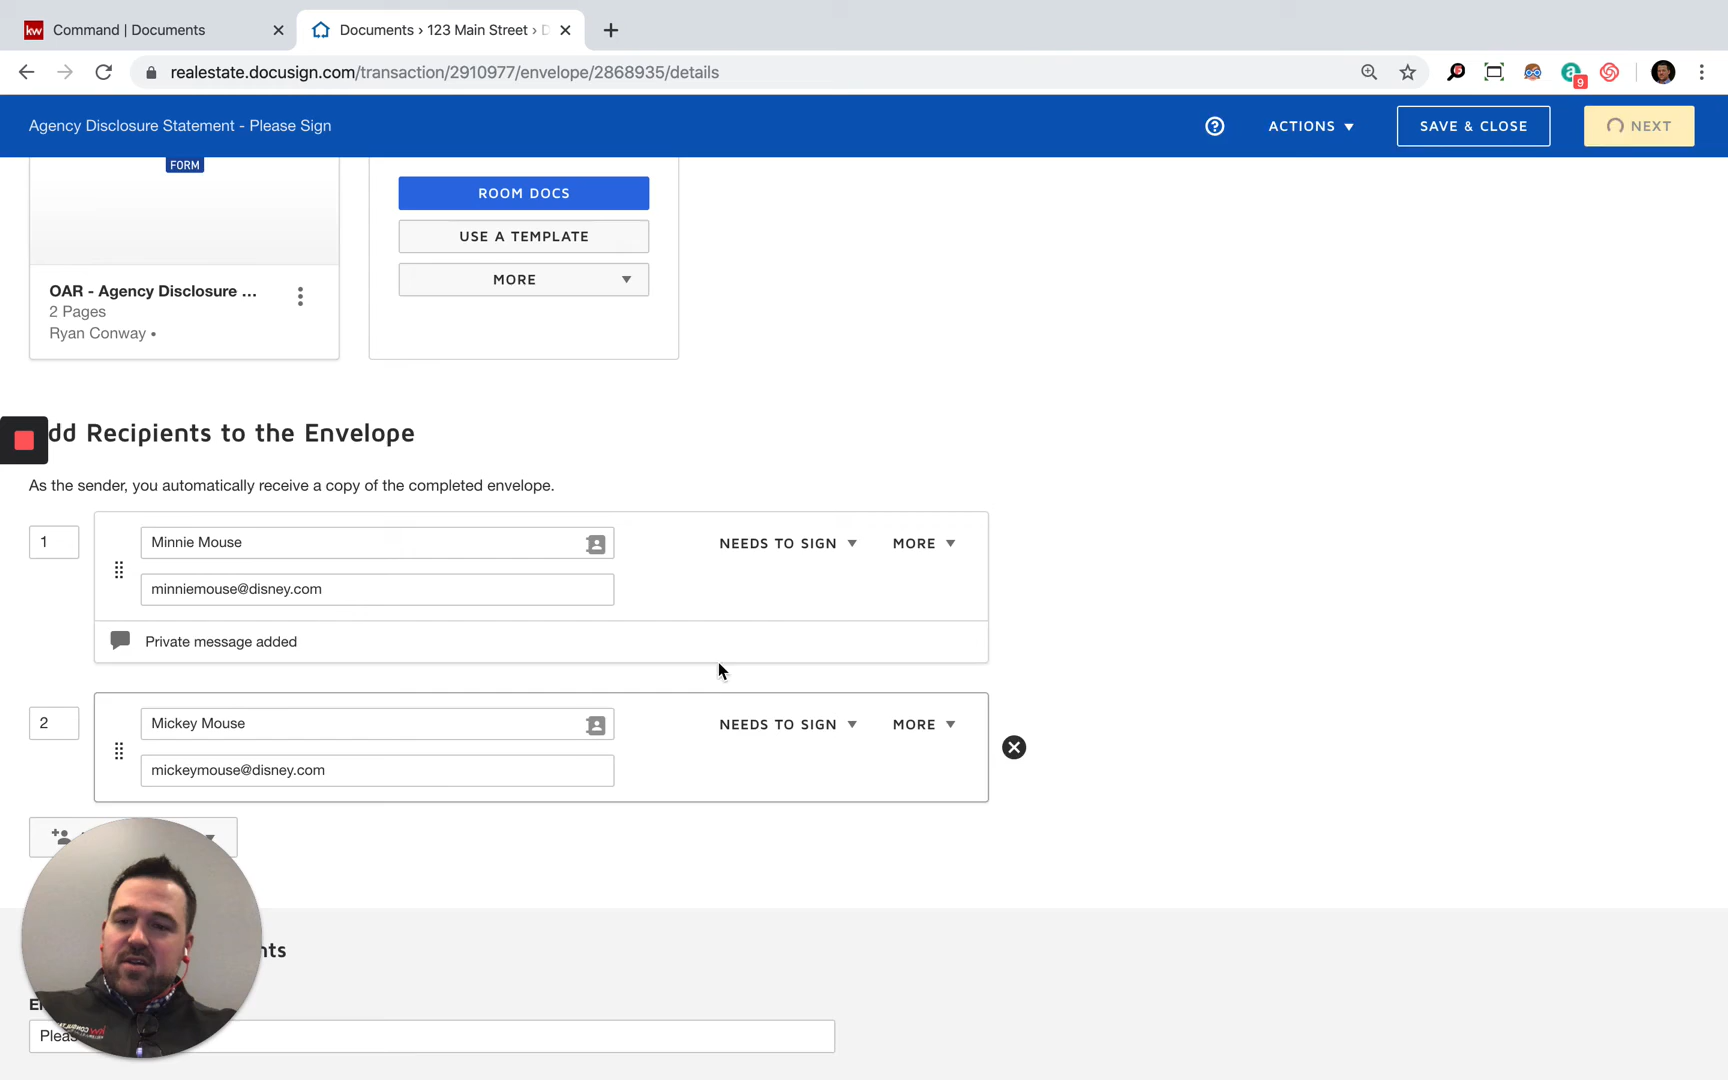 kw Command | Documents
Documents › 123 Main Street ›
realestate.docusign.com/transaction/2910977/envelope/2868935/details
9
Agency Disclosure Statement - Please Sign
? ACTIONS SAVE & CLOSE NEXT
FORM
ROOM DOCS
USE A TEMPLATE
MORE
OAR - Agency Disclosure ...
2 Pages
Ryan Conway •
dd Recipients to the Envelope
As the sender, you automatically receive a copy of the completed envelope.
1 Minnie Mouse NEEDS TO SIGN MORE
minniemouse@disney.com
Private message added
2 Mickey Mouse NEEDS TO SIGN MORE
mickeymouse@disney.com
nts
Pleas